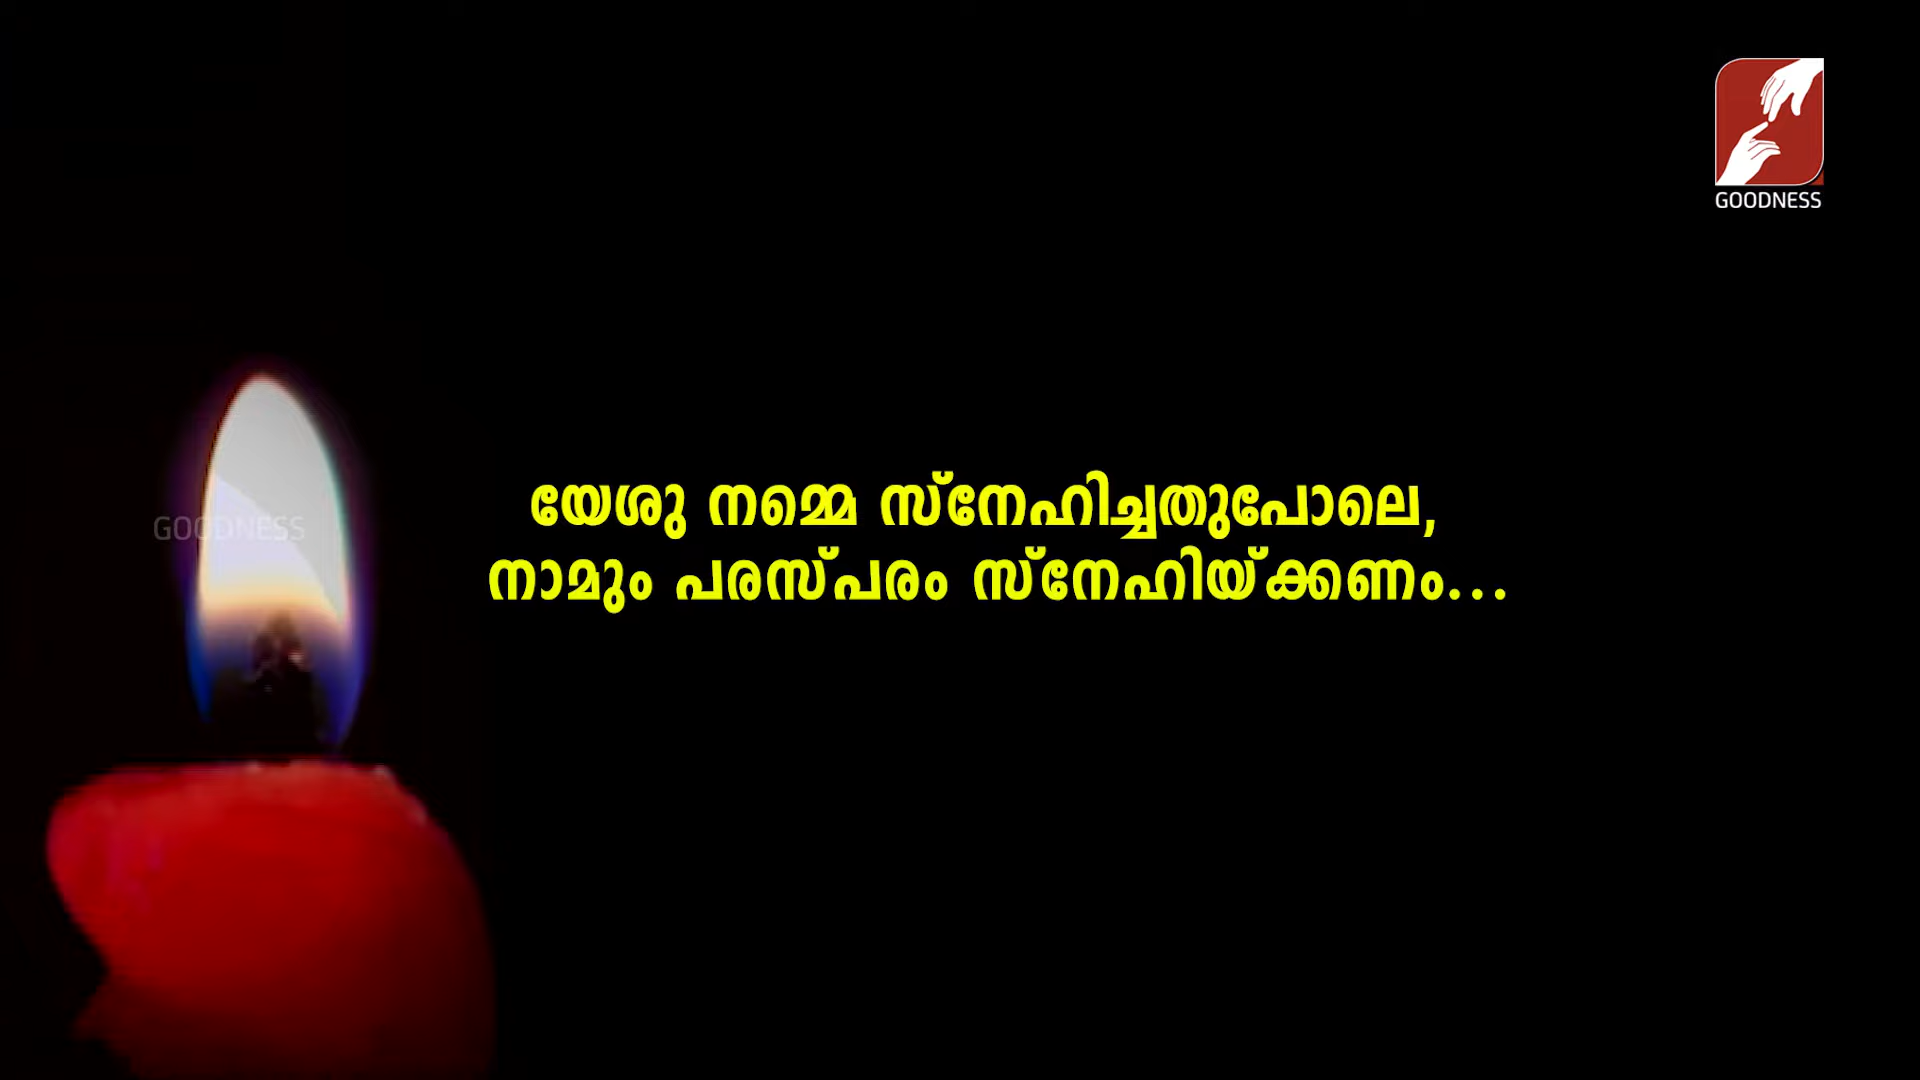 GOODNESS
യേശു നമ്മെ സ്നേഹിച്ചതുപോലെ,
GOODNESS
നാമും പരസ്പരം സ്നേഹിയ്ക്കണം...